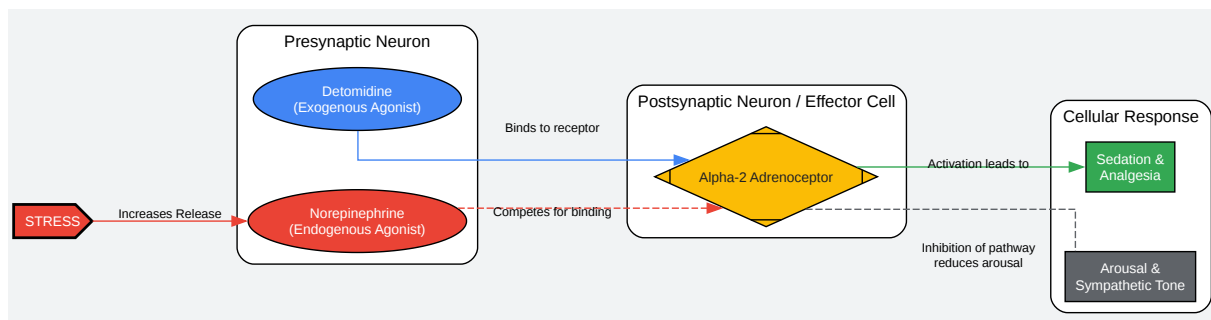 Presynaptic Neuron
Detomidine
(Exogenous Agonist)
Postsynaptic Neuron / Effector Cell
Cellular Response
Binds to receptor
Activation leads to
Sedation &
Analgesia
Alpha-2 Adrenoceptor
STRESS
Increases Release
Norepinephrine
(Endogenous Agonist)
Competes for binding
Inhibition of pathway
reduces arousal
Arousal &
Sympathetic Tone